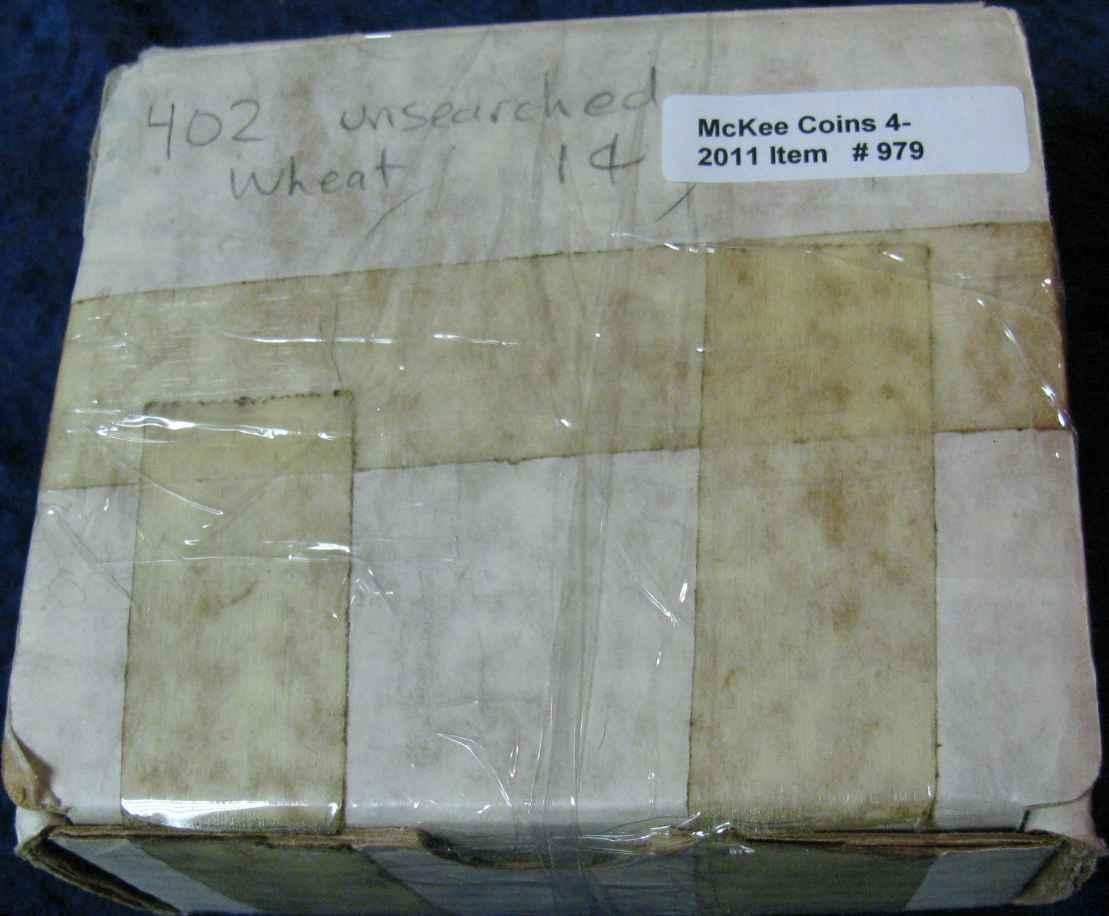 402 unsearched
Wheat 1¢
McKee Coins 4-
2011 Item # 979